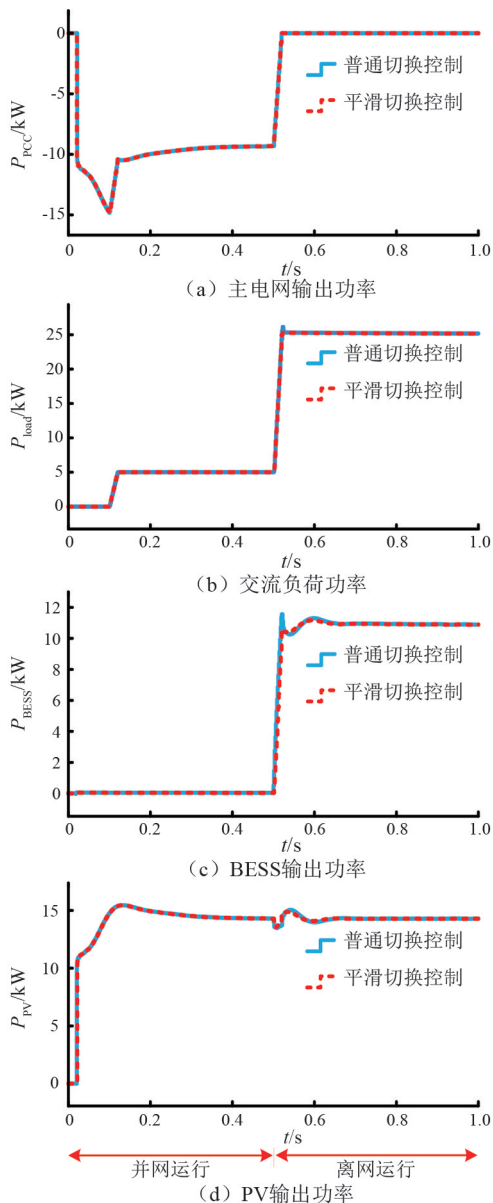 0
-5
-10
-15
P_PCC/kW
普通切换控制
平滑切换控制
0 0.2 0.4 0.6 0.8 1.0
t/s
(a) 主电网输出功率
25
20
15
10
5
0
P_load/kW
普通切换控制
平滑切换控制
0 0.2 0.4 0.6 0.8 1.0
t/s
(b) 交流负荷功率
12
10
8
6
4
2
0
P_BESS/kW
普通切换控制
平滑切换控制
0 0.2 0.4 0.6 0.8 1.0
t/s
(c) BESS输出功率
15
10
5
0
P_PV/kW
普通切换控制
平滑切换控制
0 0.2 0.4 0.6 0.8 1.0
t/s
并网运行 离网运行
(d) PV输出功率